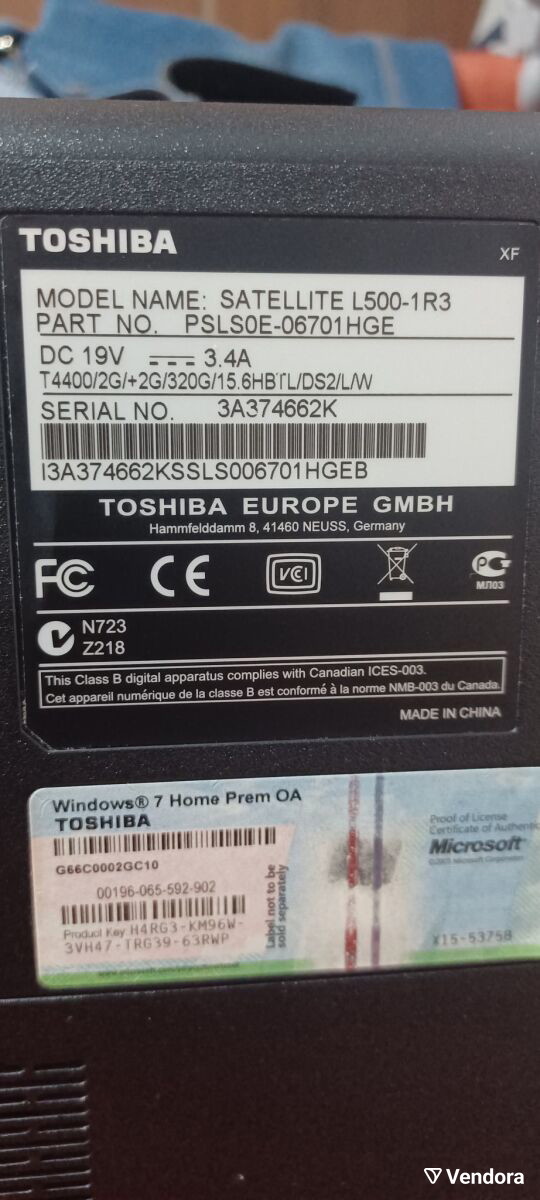 TOSHIBA
XF
MODEL NAME: SATELLITE L500-1R3
PART NO. PSLS0E-06701HGE
DC 19V 3.4A
T4400/2G/+2G/320G/15.6HBTL/DS2/L/W
SERIAL NO. 3A374662K
I3A374662KSSLS006701HGEB
TOSHIBA EUROPE GMBH
Hammfelddamm 8, 41460 NEUSS, Germany
FC CE VCI PG
МЛ03
N723
Z218
This Class B digital apparatus complies with Canadian ICES-003.
Cet appareil numérique de la classe B est conformé à la norme NMB-003 du Canada.
MADE IN CHINA
Windows® 7 Home Prem OA
TOSHIBA
G66C0002GC10
00196-065-592-902
Product Key: H4RG3-KM96W-
3VH47-TRG39-63RWP
Label not to be
sold separately
Proof of License
Certificate of Authentic
Microsoft
X15-53758
Vendora